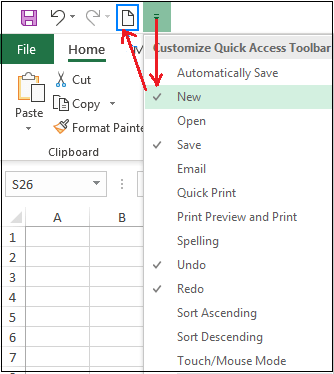 Customize Quick Access Toolbar
File
Home
Cut
Copy
Format Painte
Paste
Clipboard
S26
A
B
1
2
3
4
5
6
7
Automatically Save
New
Open
Save
Email
Quick Print
Print Preview and Print
Spelling
Undo
Redo
Sort Ascending
Sort Descending
Touch/Mouse Mode